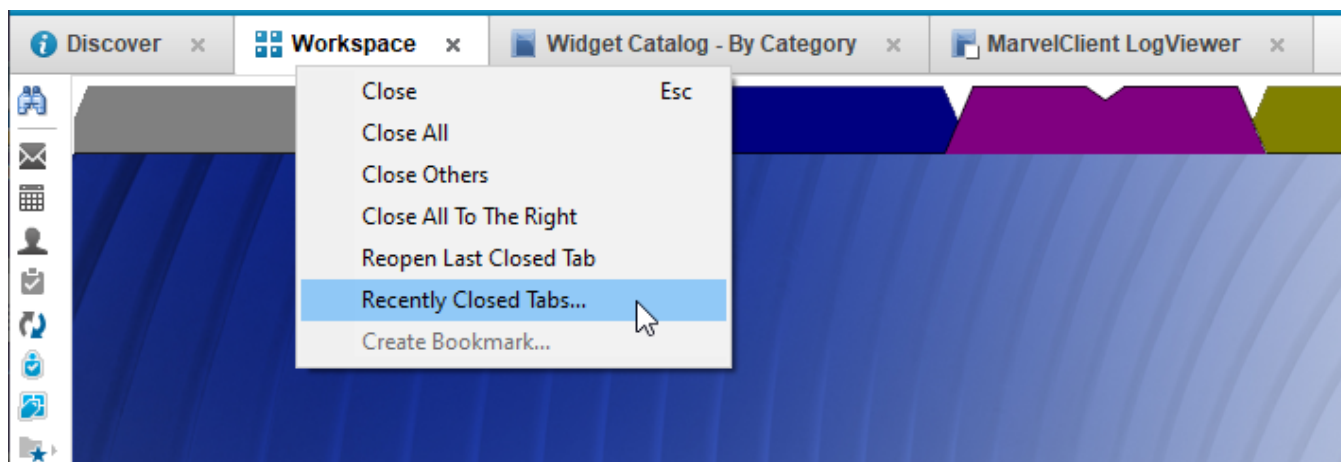 Discover
Workspace
Widget Catalog - By Category
MarvelClient LogViewer
Close Esc
Close All
Close Others
Close All To The Right
Reopen Last Closed Tab
Recently Closed Tabs...
Create Bookmark...